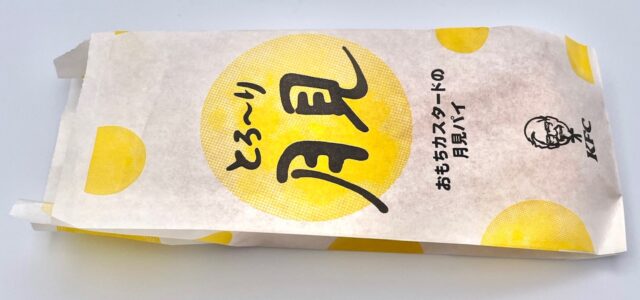 とろ〜り
月見
おもちカスタードの
月見パイ
KFC